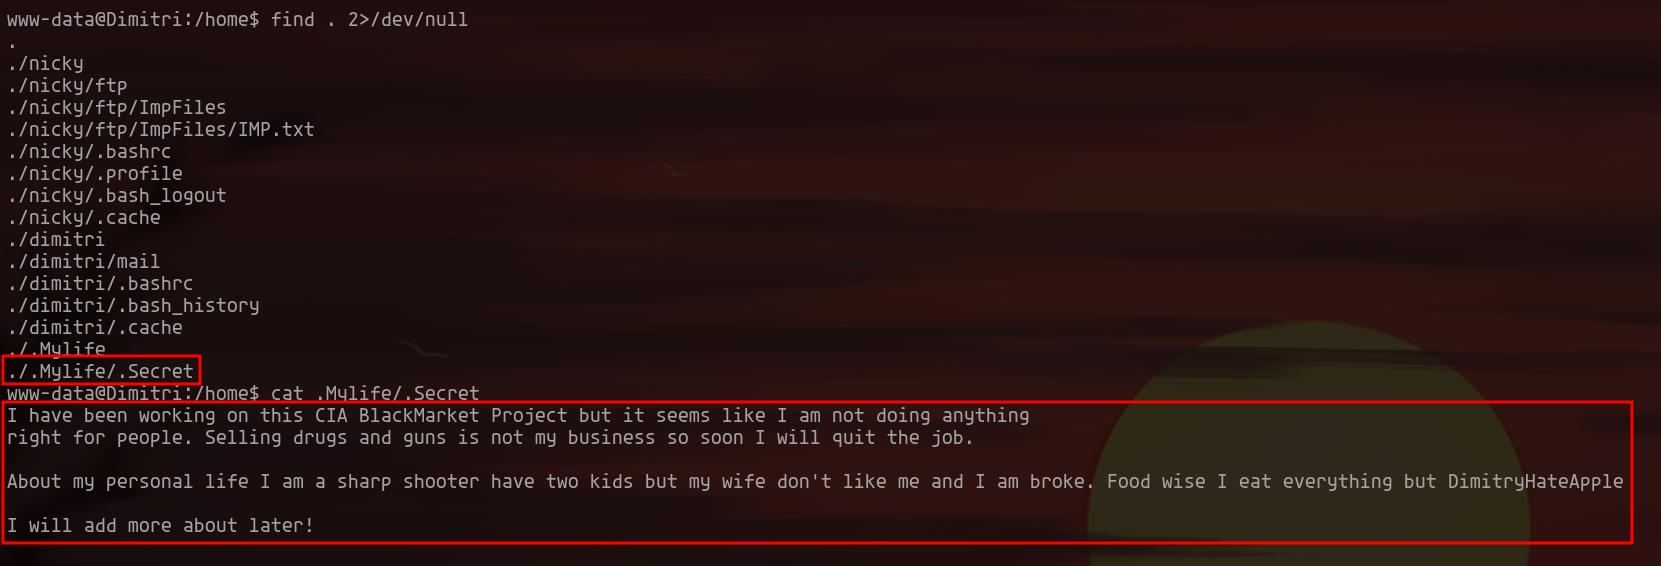 www-data@Dimitri:/home$ find . 2>/dev/null
.
./nicky
./nicky/ftp
./nicky/ftp/ImpFiles
./nicky/ftp/ImpFiles/IMP.txt
./nicky/.bashrc
./nicky/.profile
./nicky/.bash_logout
./nicky/.cache
./dimitri
./dimitri/mail
./dimitri/.bashrc
./dimitri/.bash_history
./dimitri/.cache
./.Mylife
./.Mylife/.Secret
www-data@Dimitri:/home$ cat .Mylife/.Secret
I have been working on this CIA BlackMarket Project but it seems like I am not doing anything
right for people. Selling drugs and guns is not my business so soon I will quit the job.
About my personal life I am a sharp shooter have two kids but my wife don't like me and I am broke. Food wise I eat everything but DimitryHateApple
I will add more about later!